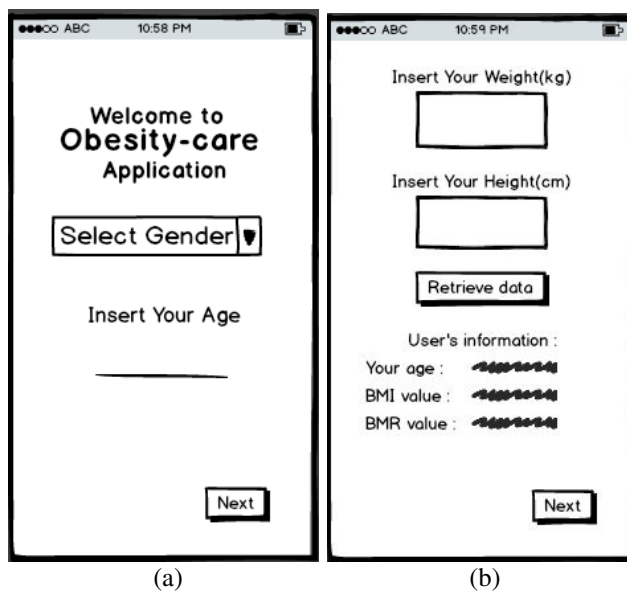 ABC 10:58 PM
Welcome to
Obesity-care
Application
Select Gender
Insert Your Age
Next
(a)
ABC 10:59 PM
Insert Your Weight(kg)
Insert Your Height(cm)
Retrieve data
User's information :
Your age :
BMI value :
BMR value :
Next
(b)